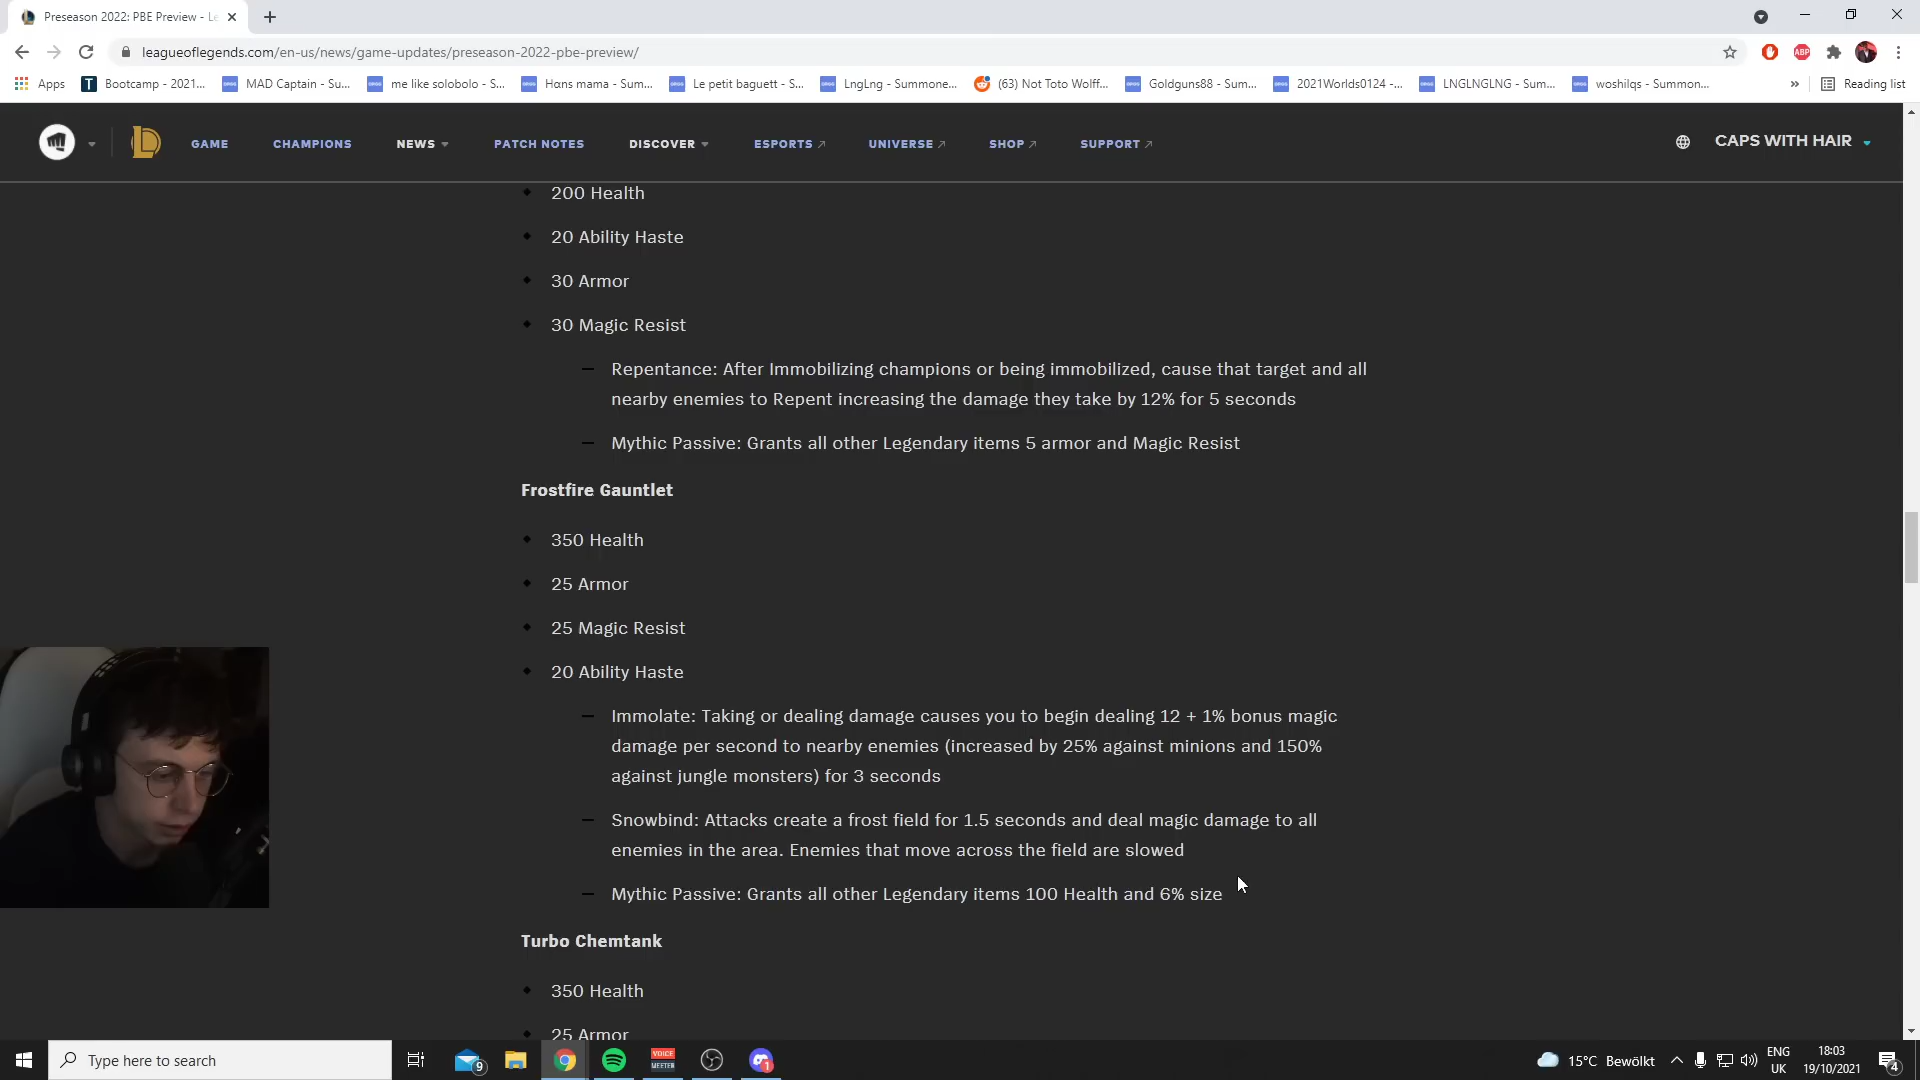 Preseason 2022: PBE Preview - Le
leagueoflegends.com/en-us/news/game-updates/preseason-2022-pbe-preview/
ABP
Apps
Bootcamp - 2021...
MAD Captain - Su...
me like solobolo - S...
Hans mama - Sum...
Le petit baguett - S...
LngLng - Summone...
(63) Not Toto Wolff...
Goldguns88 - Sum...
2021Worlds0124 -...
LNGLNGLNG - Sum...
woshilqs - Summon...
»
Reading list
GAME
CHAMPIONS
NEWS
PATCH NOTES
DISCOVER
ESPORTS
UNIVERSE
SHOP
SUPPORT
CAPS WITH HAIR
200 Health
20 Ability Haste
30 Armor
30 Magic Resist
Repentance: After Immobilizing champions or being immobilized, cause that target and all
nearby enemies to Repent increasing the damage they take by 12% for 5 seconds
Mythic Passive: Grants all other Legendary items 5 armor and Magic Resist
Frostfire Gauntlet
350 Health
25 Armor
25 Magic Resist
20 Ability Haste
Immolate: Taking or dealing damage causes you to begin dealing 12 + 1% bonus magic
damage per second to nearby enemies (increased by 25% against minions and 150%
against jungle monsters) for 3 seconds
Snowbind: Attacks create a frost field for 1.5 seconds and deal magic damage to all
enemies in the area. Enemies that move across the field are slowed
Mythic Passive: Grants all other Legendary items 100 Health and 6% size
Turbo Chemtank
350 Health
25 Armor
Type here to search
9
VOICE
MEETER
1
15°C Bewölkt
ENG
UK
18:03
19/10/2021
4